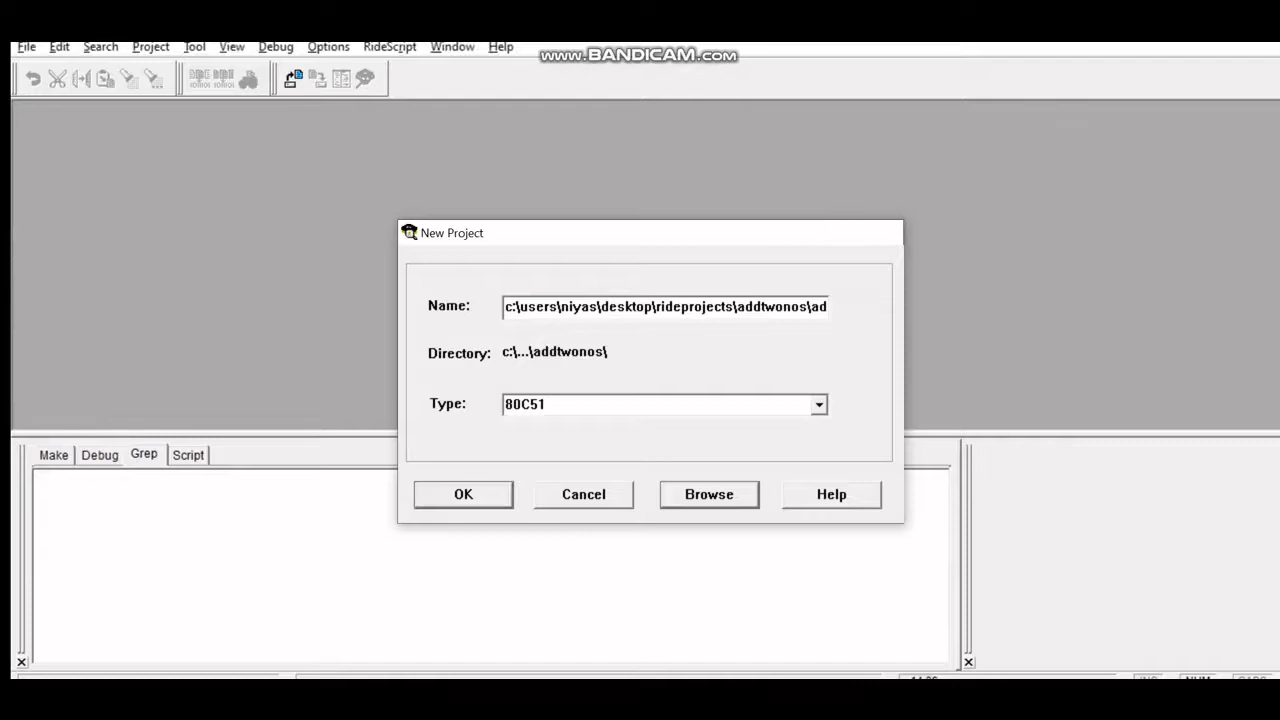 File Edit Search Project Tool View Debug Options RideScript Window Help
www.BANDICAM.com
New Project
Name: c:\users\niyas\desktop\rideprojects\addtwonos\ad
Directory: c:\...\addtwonos\
Type: 80C51
OK Cancel Browse Help
Make Debug Grep Script